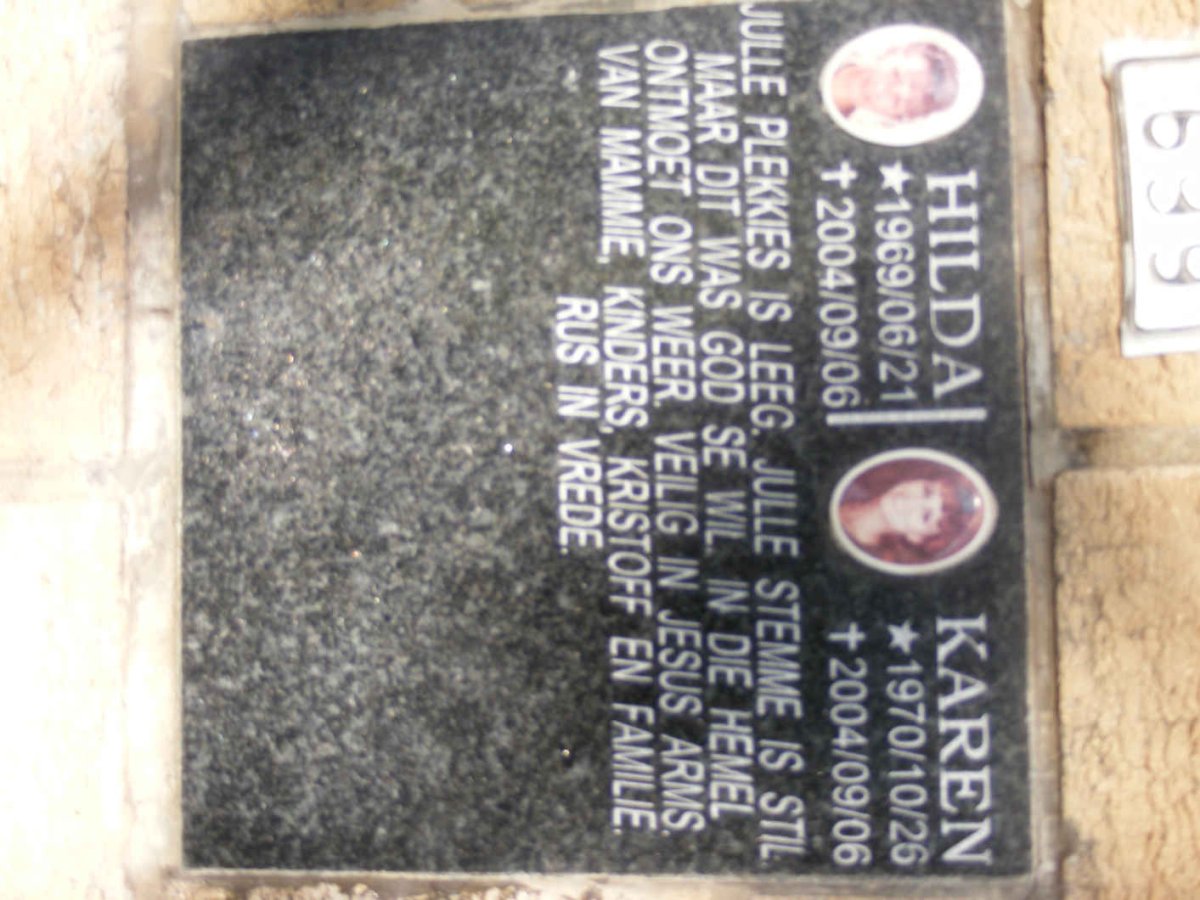 639
HILDA
★1969/06/21
✝2004/09/06
KAREN
★1970/10/26
✝2004/09/06
JULLE PLEKKIES IS LEEG. JULLE STEMME IS STIL
MAAR DIT WAS GOD SE WIL. IN DIE HEMEL
ONTMOET ONS WEER. VEILIG IN JESUS ARMS.
VAN MAMMIE, KINDERS, KRISTOFF EN FAMILIE.
RUS IN VREDE.